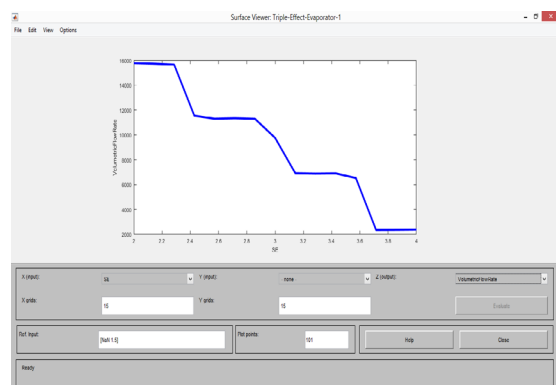 Surface Viewer: Triple-Effect-Evaporator-1
File Edit View Options
16000
14000
12000
10000
8000
6000
4000
2000
VolumetricFlowRate
2 2.2 2.4 2.6 2.8 3 3.2 3.4 3.6 3.8 4
X (input):
Y (input):
none
Z (output):
VolumetricFlowRate
X grids:
15
Y grids:
15
Evaluate
Ref. Input:
[NaN 1.5]
Plot points:
101
Help
Close
Ready